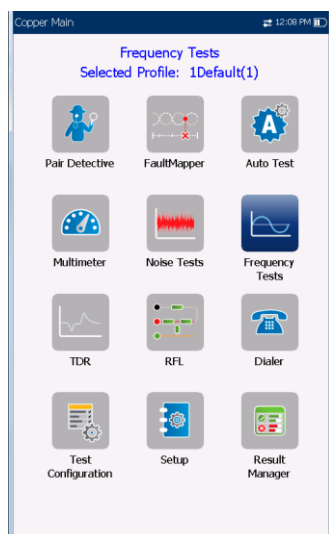 Copper Main 12:08 PM
Frequency Tests
Selected Profile: 1Default(1)
Pair Detective FaultMapper Auto Test
Multimeter Noise Tests Frequency
Tests
TDR RFL Dialer
Test
Configuration Setup Result
Manager